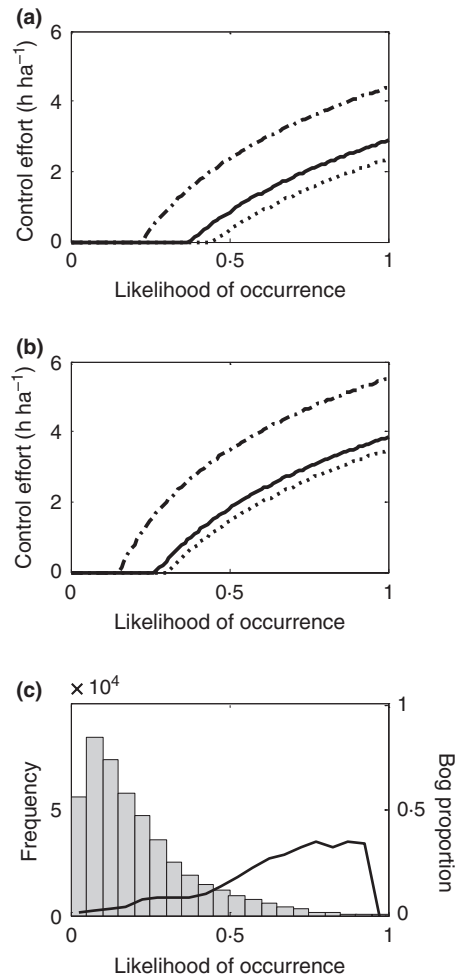 (a)
Control effort (h ha⁻¹)
6
4
2
0
0
0·5
1
Likelihood of occurrence
(b)
Control effort (h ha⁻¹)
6
4
2
0
0
0·5
1
Likelihood of occurrence
(c)
× 10⁴
Frequency
5
0
1
0·5
0
Bog proportion
0
0·5
1
Likelihood of occurrence